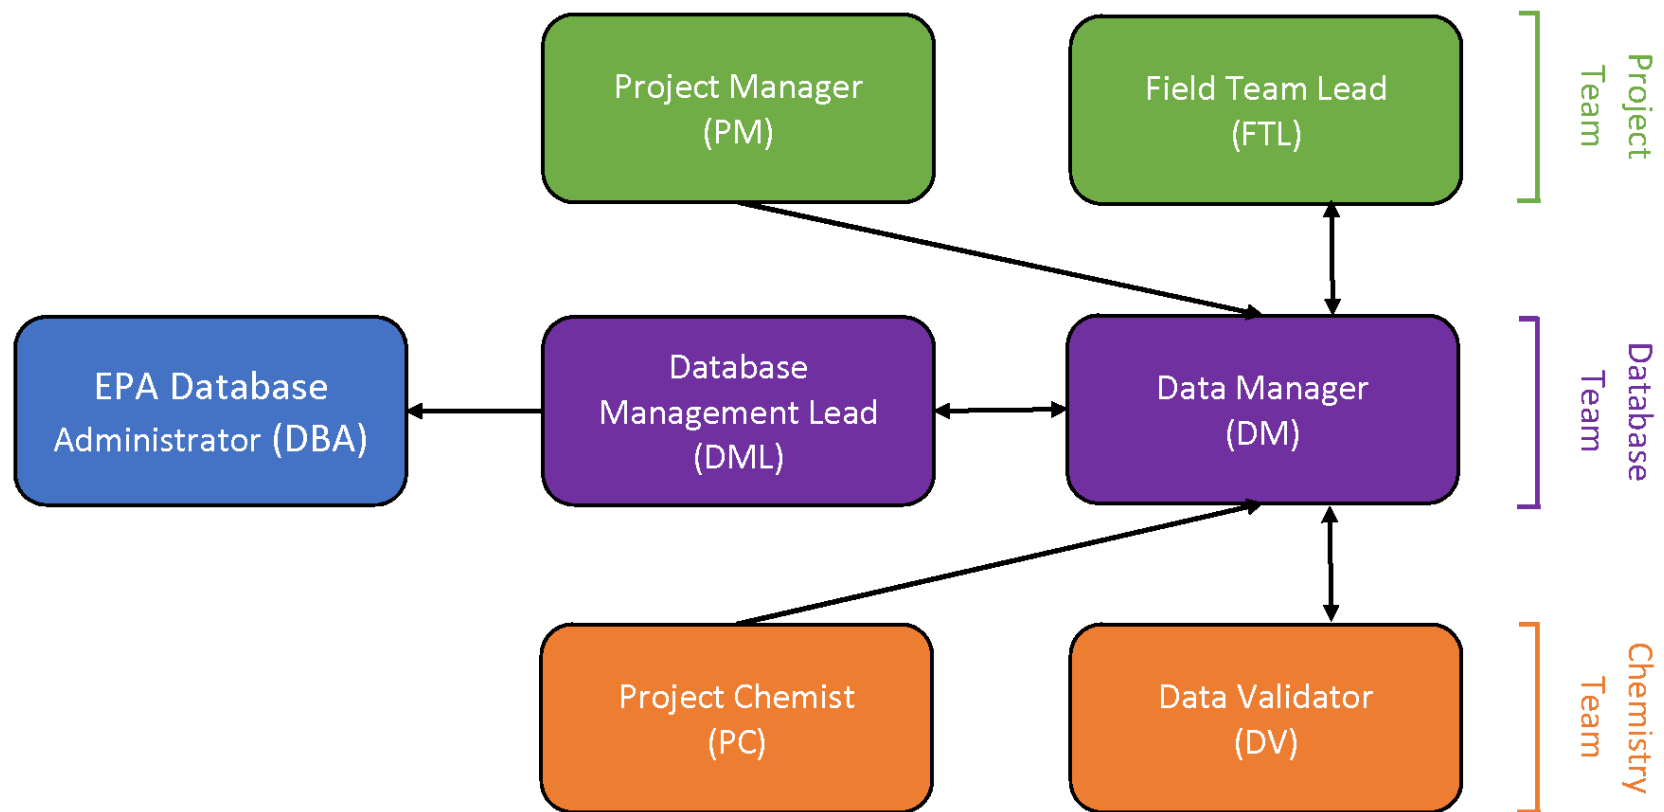 Project Manager
(PM)
Field Team Lead
(FTL)
Project
Team
EPA Database
Administrator (DBA)
Database
Management Lead
(DML)
Data Manager
(DM)
Database
Team
Project Chemist
(PC)
Data Validator
(DV)
Chemistry
Team